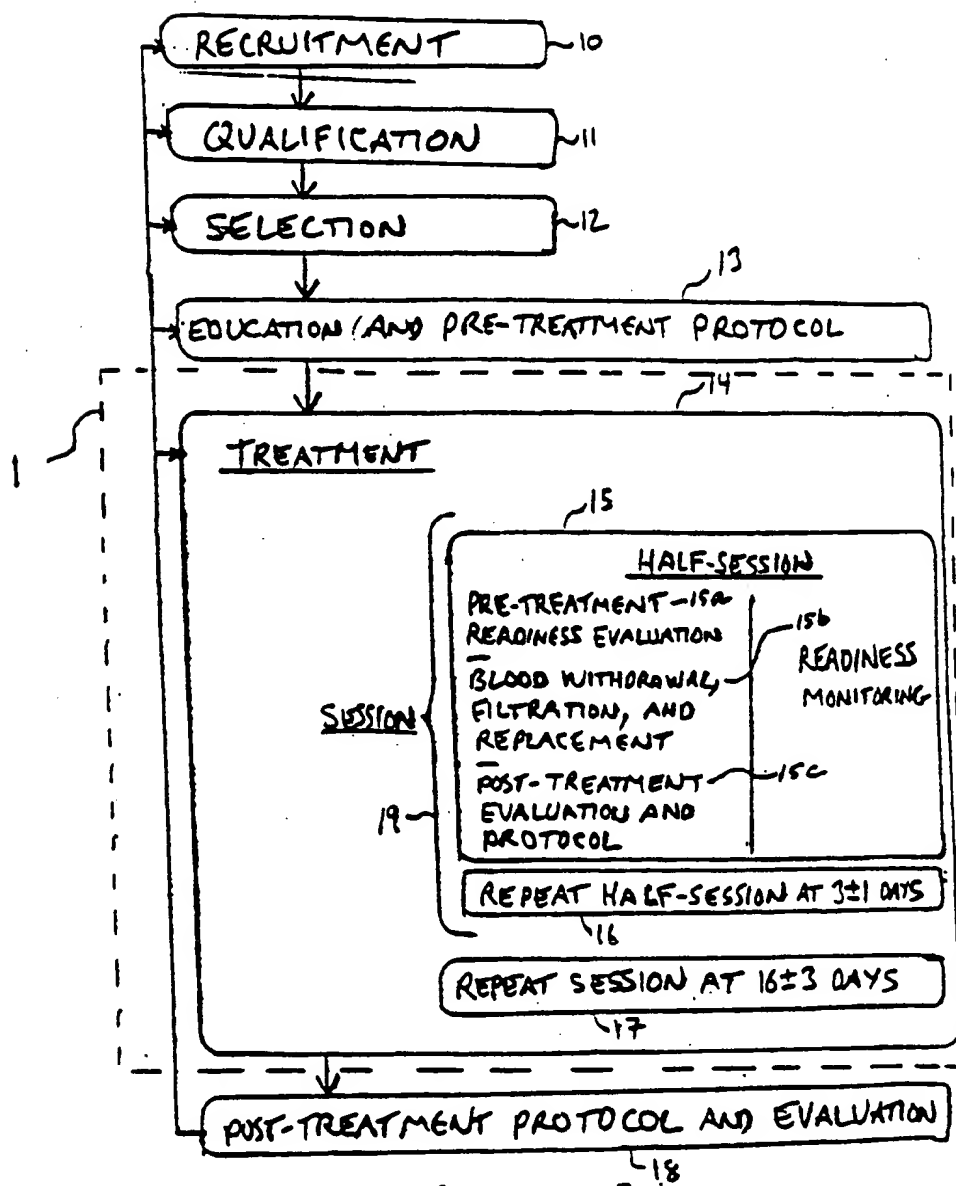 RECRUITMENT 10
QUALIFICATION 11
SELECTION 12
13
EDUCATION AND PRE-TREATMENT PROTOCOL
14
1
TREATMENT
15
HALF-SESSION
PRE-TREATMENT 15a
READINESS EVALUATION
15b
BLOOD WITHDRAWAL,
FILTRATION, AND
REPLACEMENT
READINESS
MONITORING
SESSION
POST-TREATMENT 15c
EVALUATION AND
PROTOCOL
19
REPEAT HALF-SESSION AT 3±1 DAYS
16
REPEAT SESSION AT 16±3 DAYS
17
POST-TREATMENT PROTOCOL AND EVALUATION
18